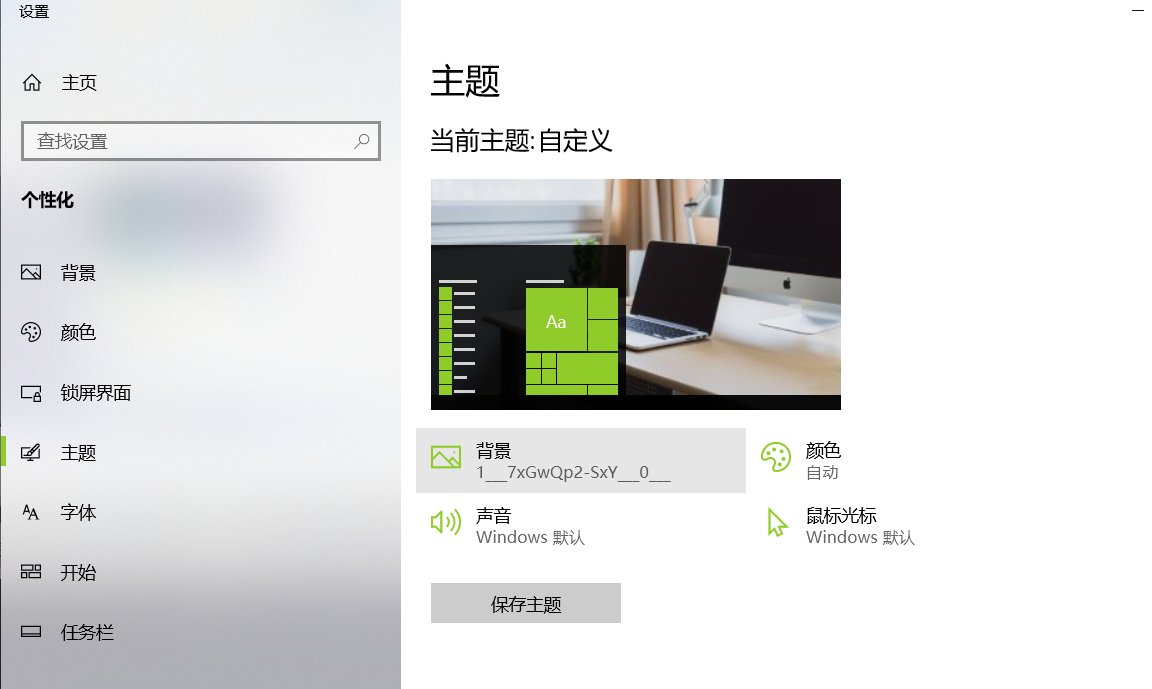 设置
主页
查找设置
个性化
背景
颜色
锁屏界面
主题
字体
开始
任务栏
主题
当前主题: 自定义
Aa
背景
1___7xGwQp2-SxY___0___
颜色
自动
声音
Windows 默认
鼠标光标
Windows 默认
保存主题